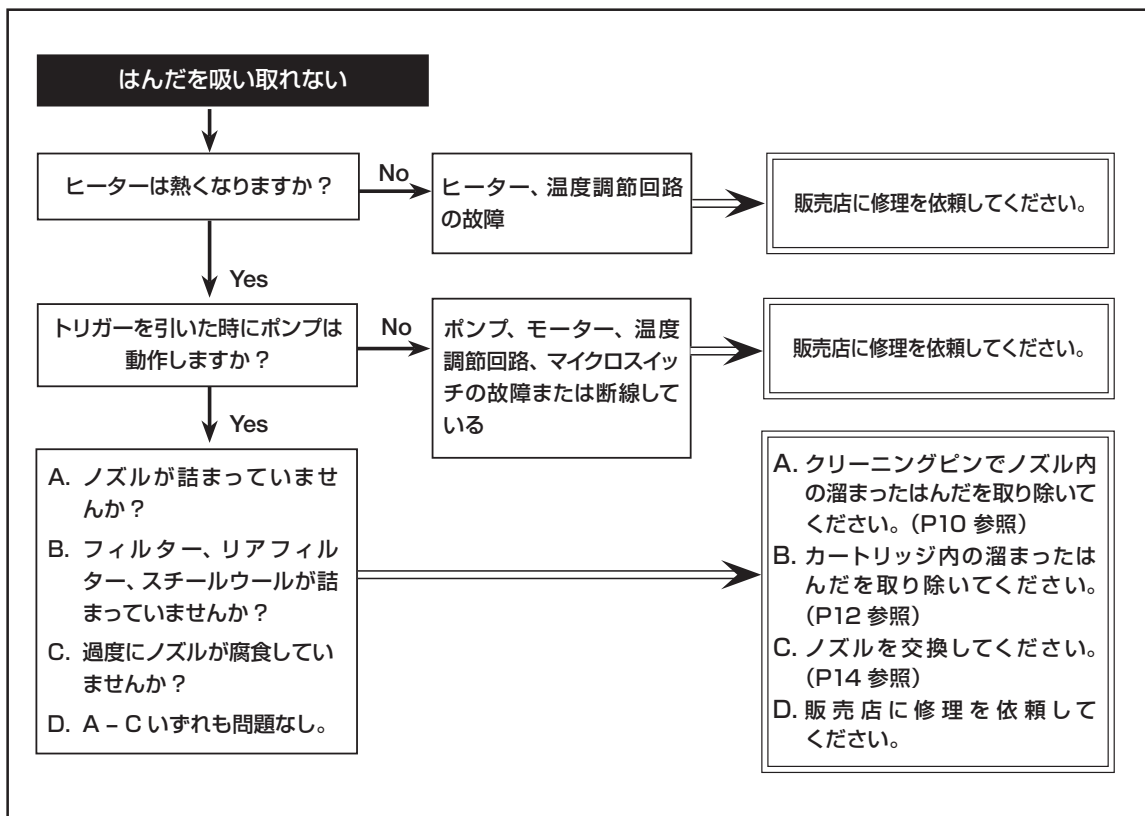 はんだを吸い取れない
ヒーターは熱くなりますか？
No
ヒーター、温度調節回路
の故障
販売店に修理を依頼してください。
Yes
トリガーを引いた時にポンプは
動作しますか？
No
ポンプ、モーター、温度
調節回路、マイクロスイッ
チの故障または断線して
いる
販売店に修理を依頼してください。
Yes
A. ノズルが詰まっていませ
んか？
B. フィルター、リアフィル
ター、スチールウールが詰
まっていませんか？
C. 過度にノズルが腐食してい
ませんか？
D. A – C いずれも問題なし。
A. クリーニングピンでノズル内
の溜まったはんだを取り除いて
ください。（P10 参照）
B. カートリッジ内の溜まったは
んだを取り除いてください。
（P12 参照）
C. ノズルを交換してください。
（P14 参照）
D. 販売店に修理を依頼して
ください。